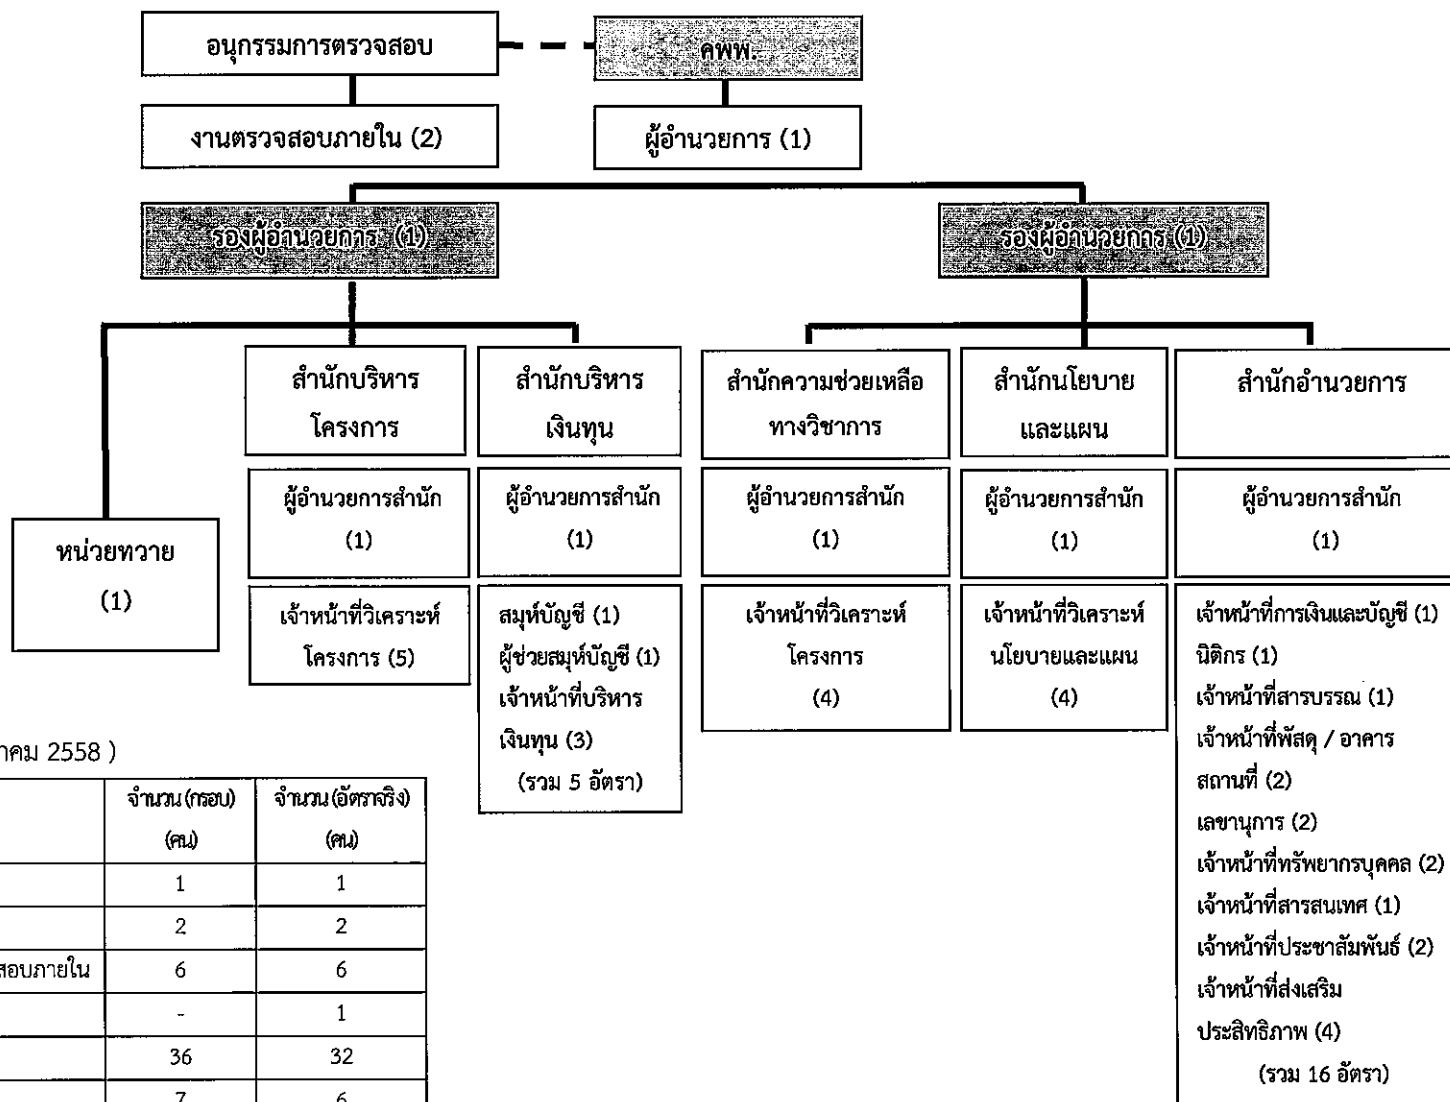 อนุกรรมการตรวจสอบ
คพพ.
งานตรวจสอบภายใน (2)
ผู้อำนวยการ (1)
รองผู้อำนวยการ (1)
รองผู้อำนวยการ (1)
สำนักบริหาร
โครงการ
สำนักบริหาร
เงินทุน
สำนักความช่วยเหลือ
ทางวิชาการ
สำนักนโยบาย
และแผน
สำนักอำนวยการ
ผู้อำนวยการสำนัก
(1)
ผู้อำนวยการสำนัก
(1)
ผู้อำนวยการสำนัก
(1)
ผู้อำนวยการสำนัก
(1)
ผู้อำนวยการสำนัก
(1)
หน่วยทวาย
(1)
เจ้าหน้าที่วิเคราะห์
โครงการ (5)
สมุห์บัญชี (1)
ผู้ช่วยสมุห์บัญชี (1)
เจ้าหน้าที่บริหาร
เงินทุน (3)
(รวม 5 อัตรา)
เจ้าหน้าที่วิเคราะห์
โครงการ
(4)
เจ้าหน้าที่วิเคราะห์
นโยบายและแผน
(4)
เจ้าหน้าที่การเงินและบัญชี (1)
นิติกร (1)
เจ้าหน้าที่สารบรรณ (1)
เจ้าหน้าที่พัสดุ / อาคาร
สถานที่ (2)
เลขานุการ (2)
เจ้าหน้าที่ทรัพยากรบุคคล (2)
เจ้าหน้าที่สารสนเทศ (1)
เจ้าหน้าที่ประชาสัมพันธ์ (2)
เจ้าหน้าที่ส่งเสริม
ประสิทธิภาพ (4)
(รวม 16 อัตรา)
าคม 2558 )
จำนวน (กรอบ)
(คน)
จำนวน (อัตราจริง)
(คน)
1 1
2 2
สอบภายใน 6 6
- 1
36 32
7 6